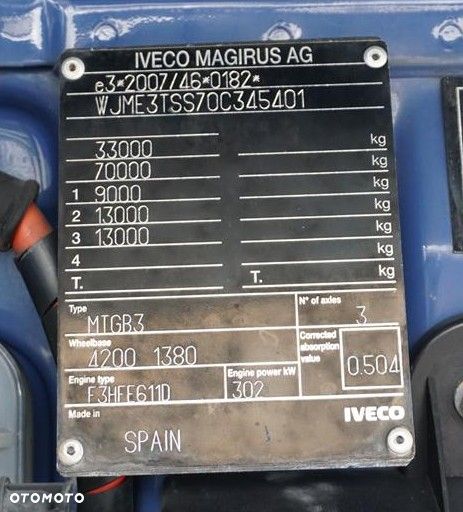 IVECO MAGIRUS AG
e3*2007/46*0182*
WJME3TSS70C345401
kg
33000 kg
70000 kg
1 9000 kg
2 13000 kg
3 13000 kg
4 kg
T. T. kg
Type N° of axles
MTGB3 3
Wheelbase Corrected absorption value
4200 1380 0.504
Engine type Engine power kW
F3HFE611D 302
Made in IVECO
SPAIN
OTOMOTO